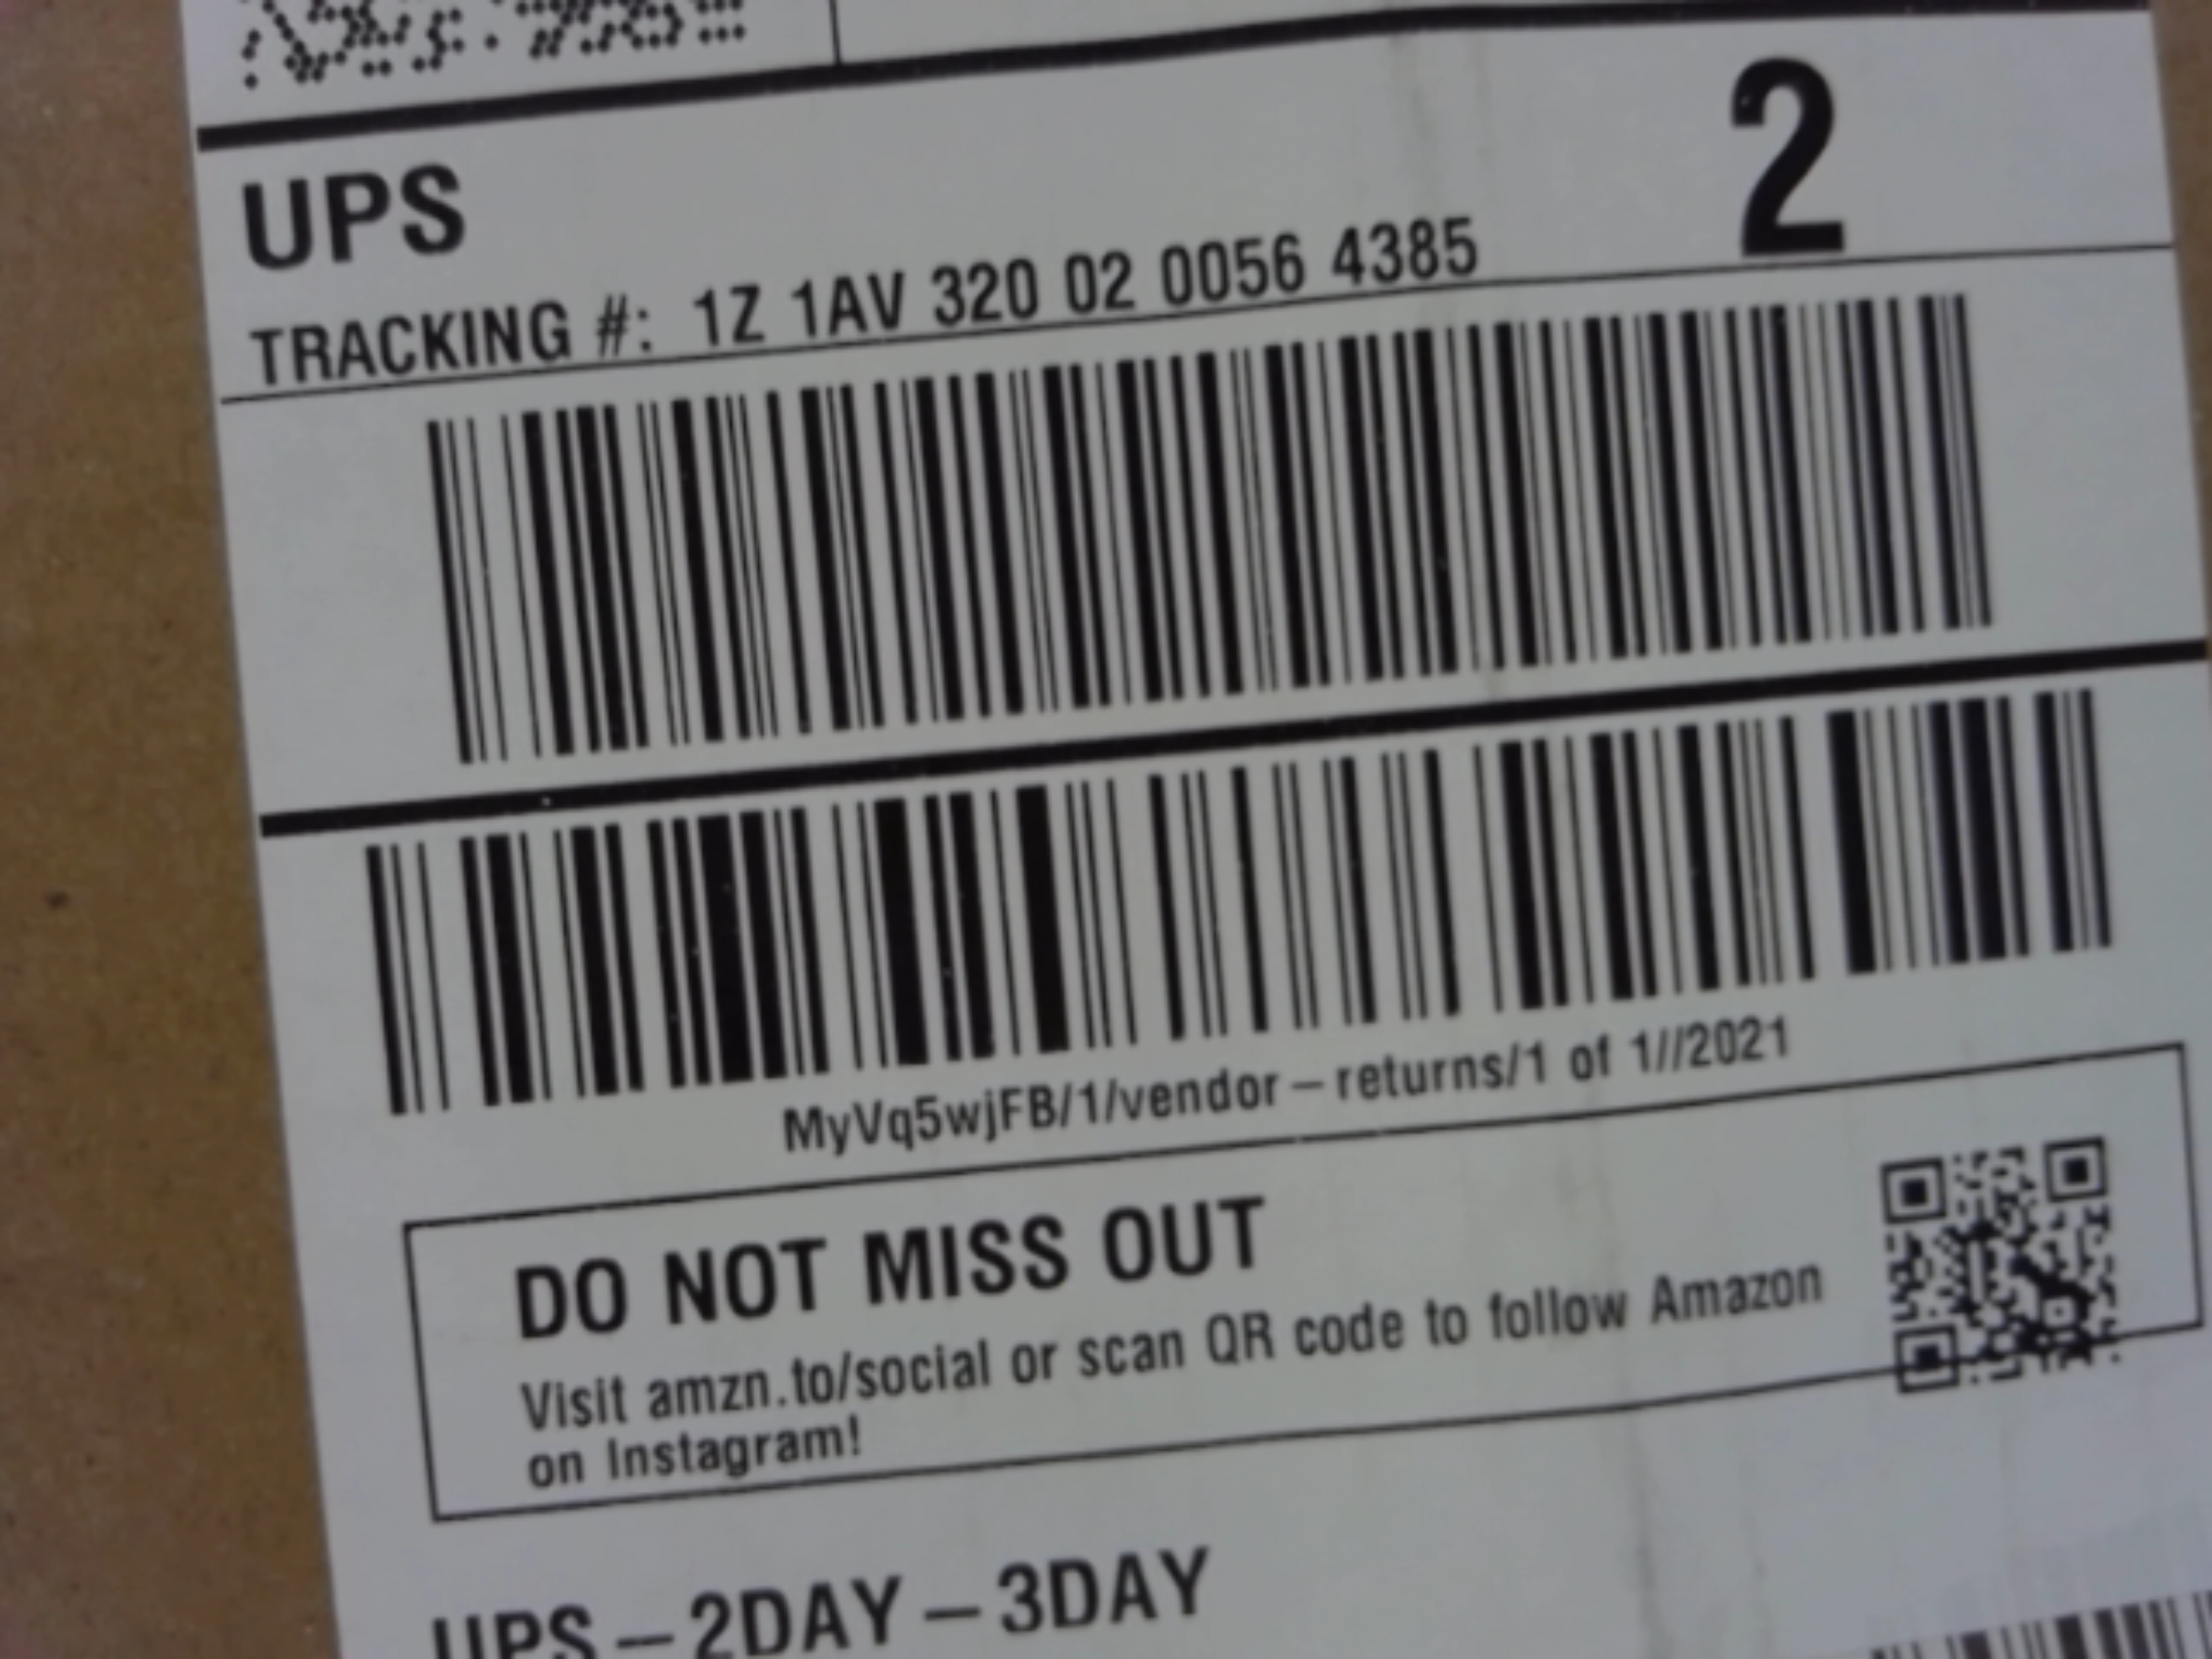 UPS
2
TRACKING #: 1Z 1AV 320 02 0056 4385
MyVq5wjFB/1/vendor-returns/1 of 1//2021
DO NOT MISS OUT
Visit amzn.to/social or scan QR code to follow Amazon
on Instagram!
UPS-2DAY-3DAY